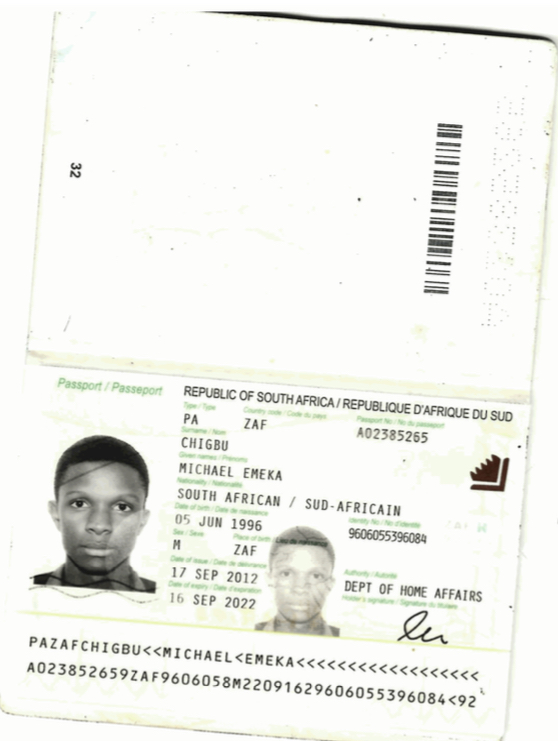 32
Passport / Passeport
REPUBLIC OF SOUTH AFRICA / REPUBLIQUE D'AFRIQUE DU SUD
Type / Type Country code / Code du pays Passport No / No du passeport
PA ZAF A02385265
Surname / Nom
CHIGBU
Given names / Prénoms
MICHAEL EMEKA
Nationality / Nationalité
SOUTH AFRICAN / SUD-AFRICAIN
Date of birth / Date de naissance Identity No / No d'identité
05 JUN 1996 9606055396084
Sex / Sexe Place of birth / Lieu de naissance
M ZAF
Date of issue / Date de délivrance Authority / Autorité
17 SEP 2012 DEPT OF HOME AFFAIRS
Date of expiry / Date d'expiration Holder's signature / Signature du titulaire
16 SEP 2022
PAZAFCHIGBU<<MICHAEL<EMEKA<<<<<<<<<<<<<<<<<<
A023852659ZAF9606058M22091629606055396084<92